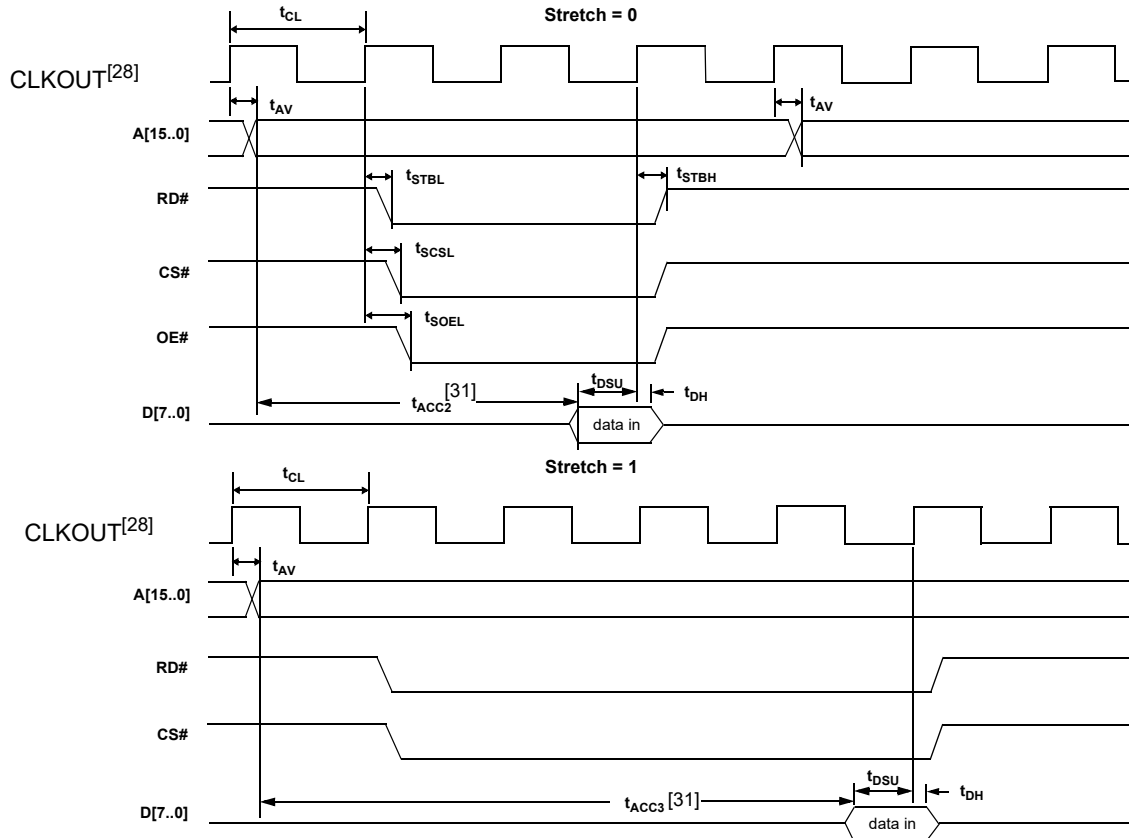 Stretch = 0
tCL
CLKOUT[28]
tAV
tAV
A[15..0]
tSTBL
tSTBH
RD#
tSCSL
CS#
tSOEL
OE#
tDSU
tACC2 [31]
tDH
D[7..0]
data in
Stretch = 1
tCL
CLKOUT[28]
tAV
A[15..0]
RD#
CS#
tDSU
tACC3 [31]
tDH
D[7..0]
data in